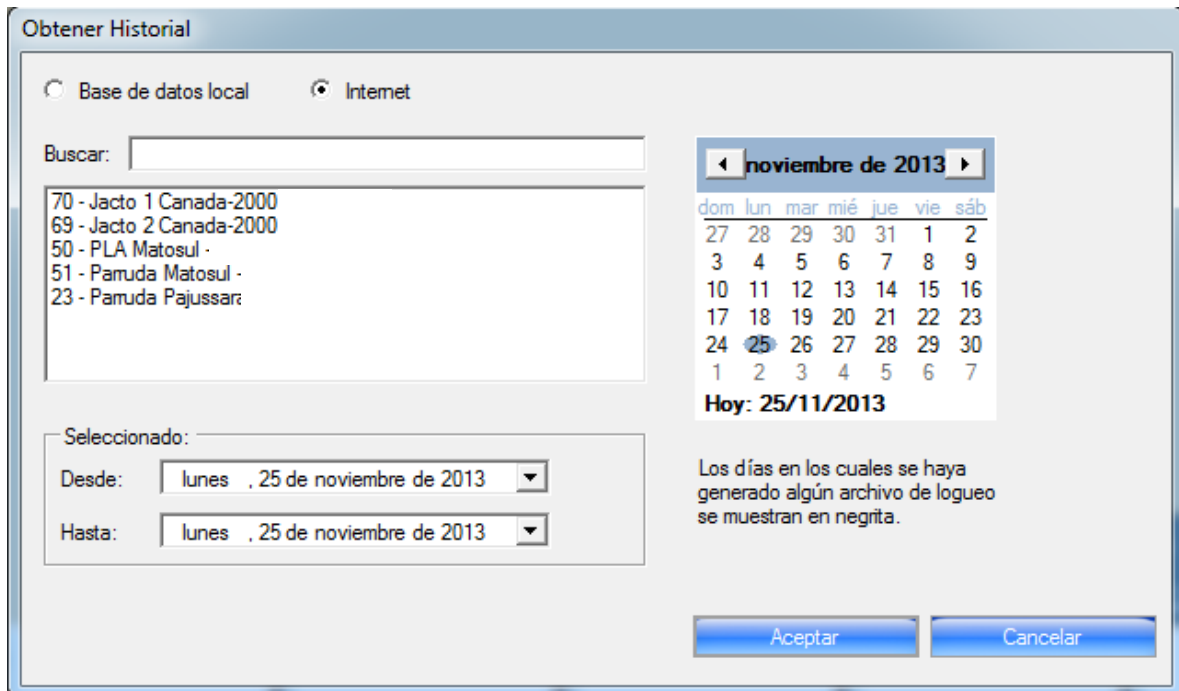 Obtener Historial
Base de datos local
Internet
Buscar:
70 - Jacto 1 Canada-2000
69 - Jacto 2 Canada-2000
50 - PLA Matosul -
51 - Parruda Matosul -
23 - Parruda Pajussara
Seleccionado:
Desde: lunes , 25 de noviembre de 2013
Hasta: lunes , 25 de noviembre de 2013
noviembre de 2013
dom lun mar mié jue vie sáb
27 28 29 30 31 1 2
3 4 5 6 7 8 9
10 11 12 13 14 15 16
17 18 19 20 21 22 23
24 25 26 27 28 29 30
1 2 3 4 5 6 7
Hoy: 25/11/2013
Los días en los cuales se haya
generado algún archivo de logueo
se muestran en negrita.
Aceptar
Cancelar